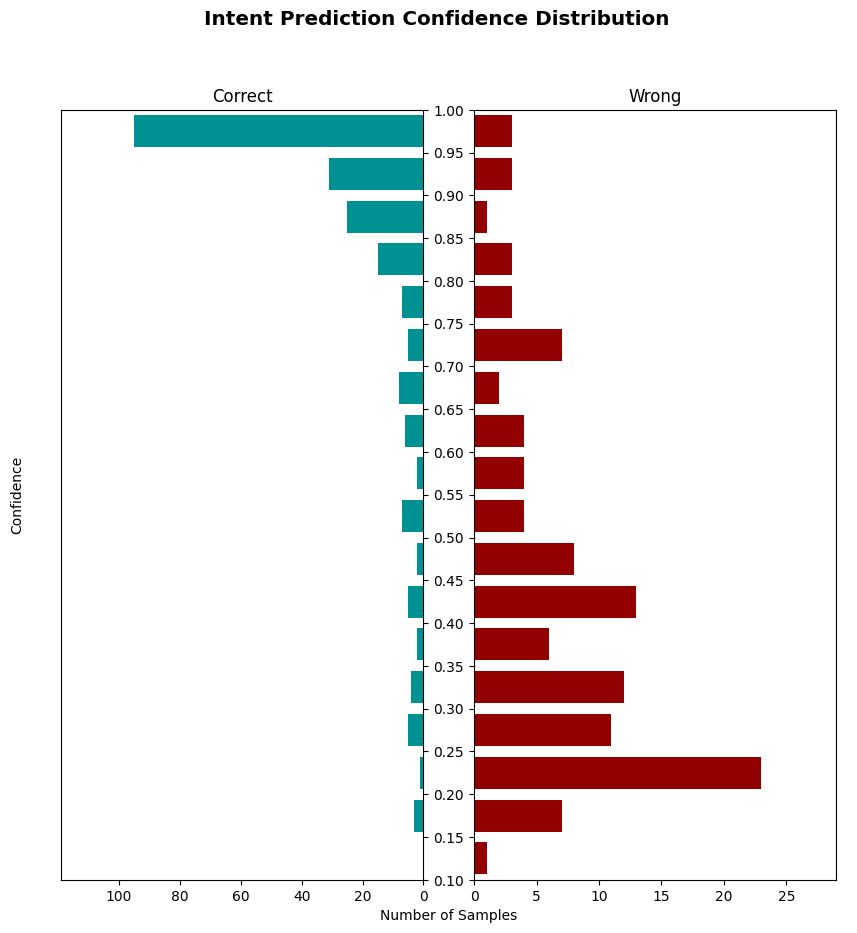 Intent Prediction Confidence Distribution
Correct
Wrong
1.00
0.95
0.90
0.85
0.80
0.75
0.70
0.65
0.60
0.55
0.50
0.45
0.40
0.35
0.30
0.25
0.20
0.15
0.10
Confidence
100 80 60 40 20 0
0 5 10 15 20 25
Number of Samples